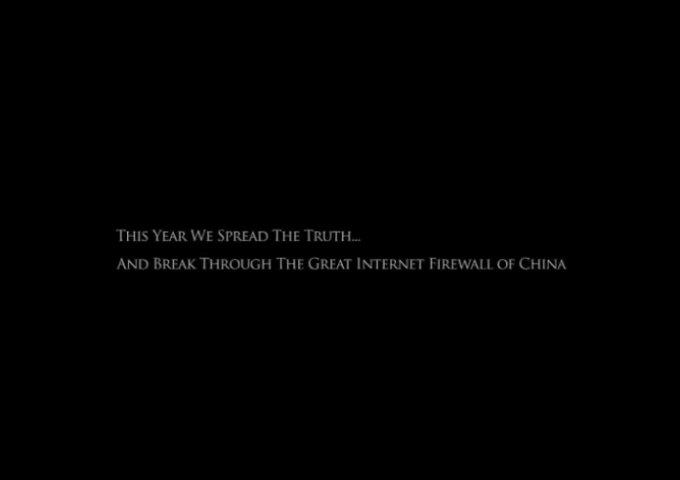 This Year We Spread The Truth...
And Break Through The Great Internet Firewall of China